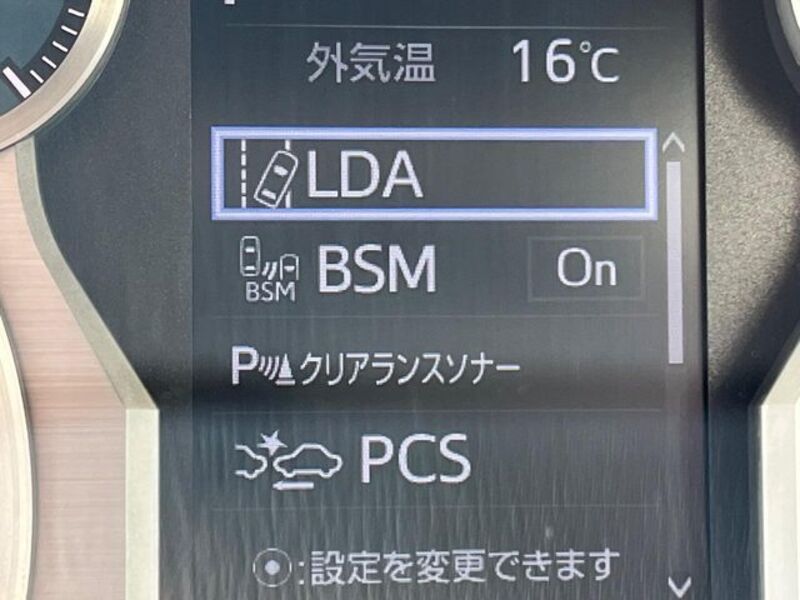 外気温 16℃
LDA
BSM BSM On
P クリアランスソナー
PCS
:設定を変更できます